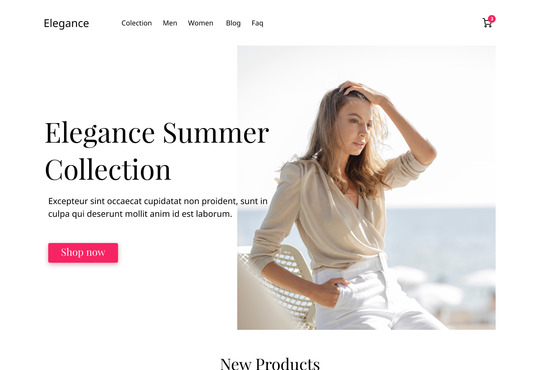 Elegance
Colection Men Women Blog Faq
3
Elegance Summer
Collection
Excepteur sint occaecat cupidatat non proident, sunt in
culpa qui deserunt mollit anim id est laborum.
Shop now
New Products